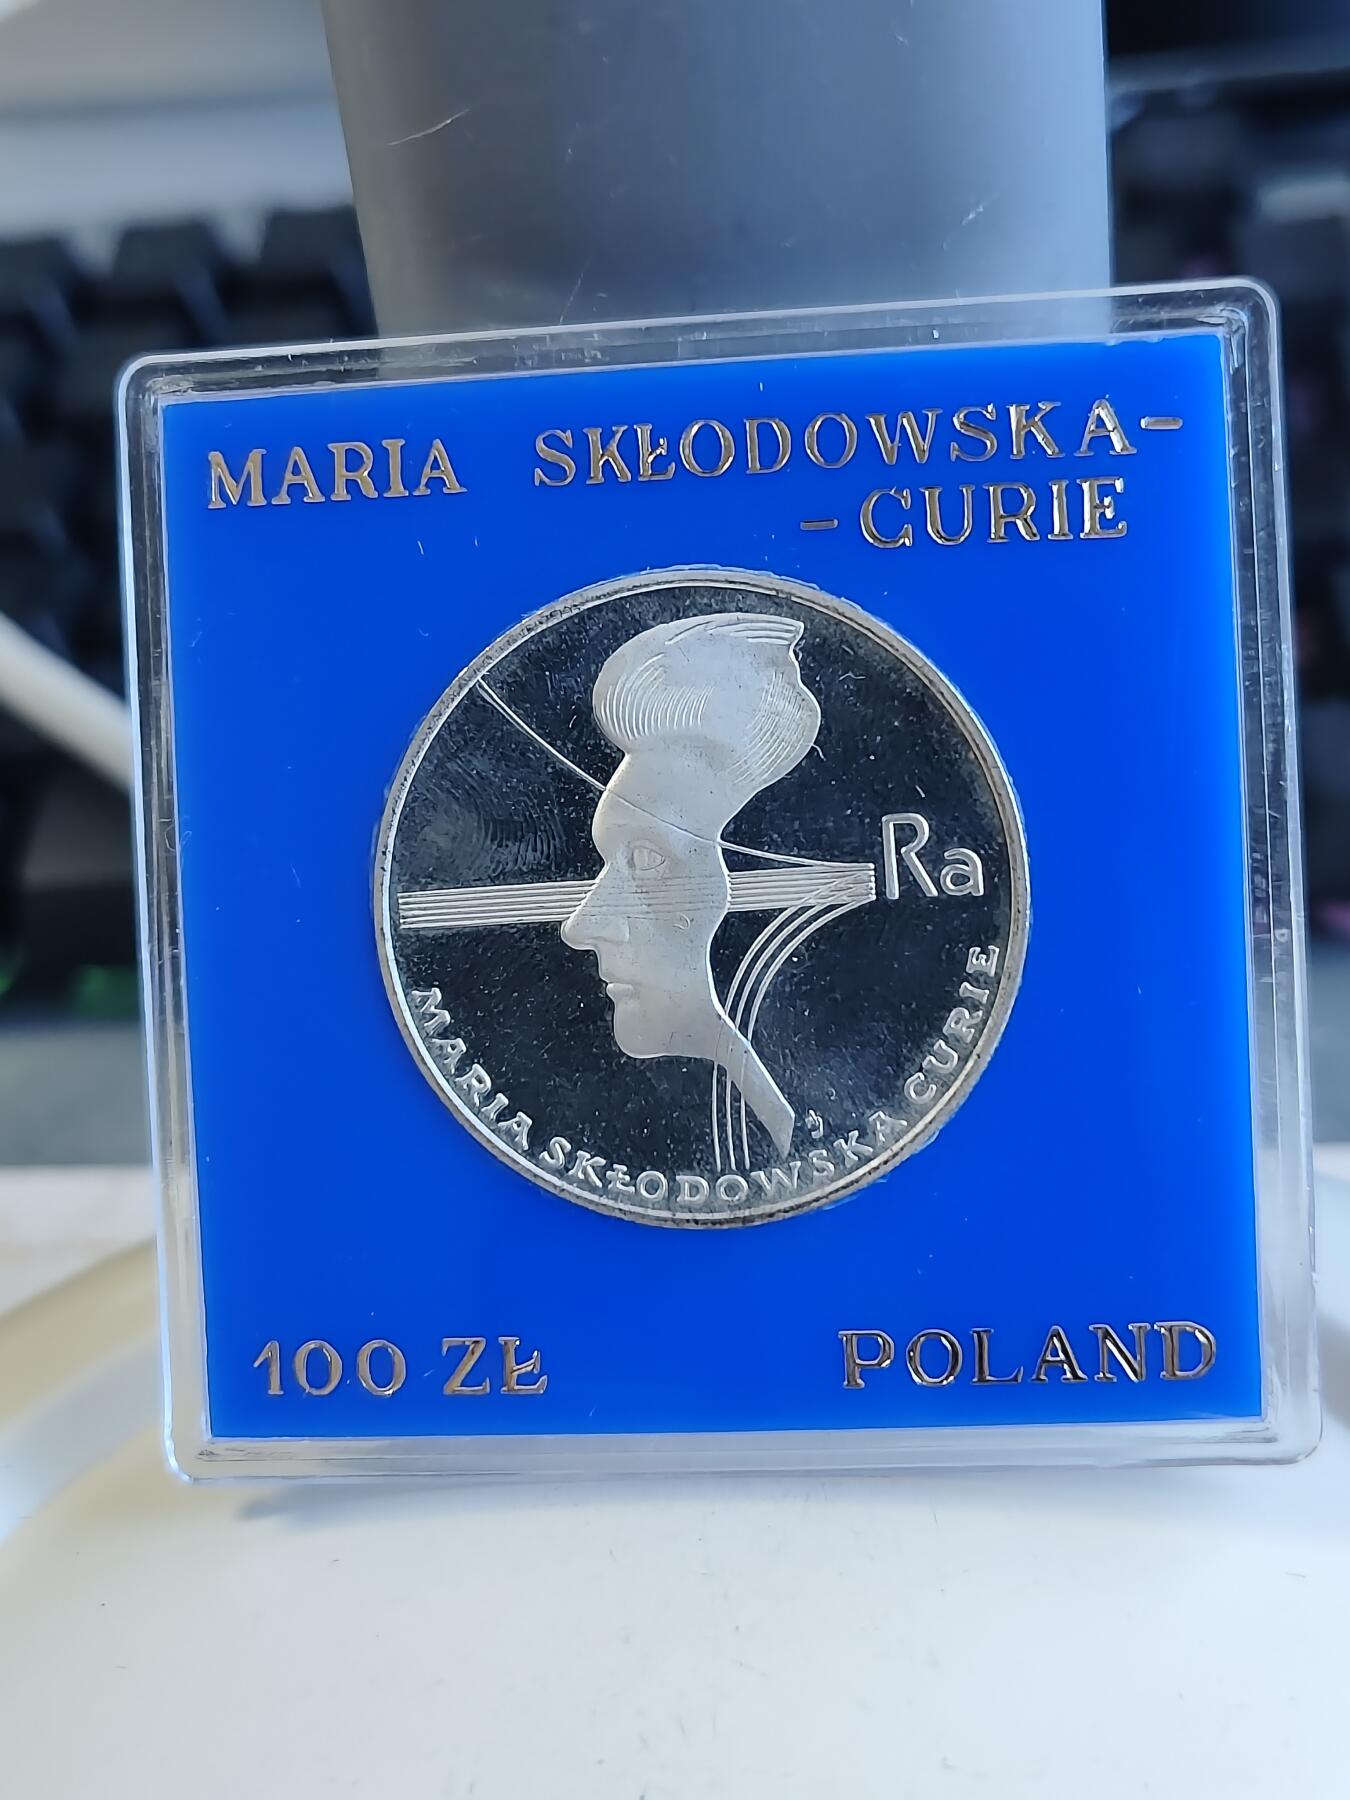 MARIA SKŁODOWSKA-
-CURIE
Ra
MARIA SKŁODOWSKA CURIE
100 ZŁ POLAND